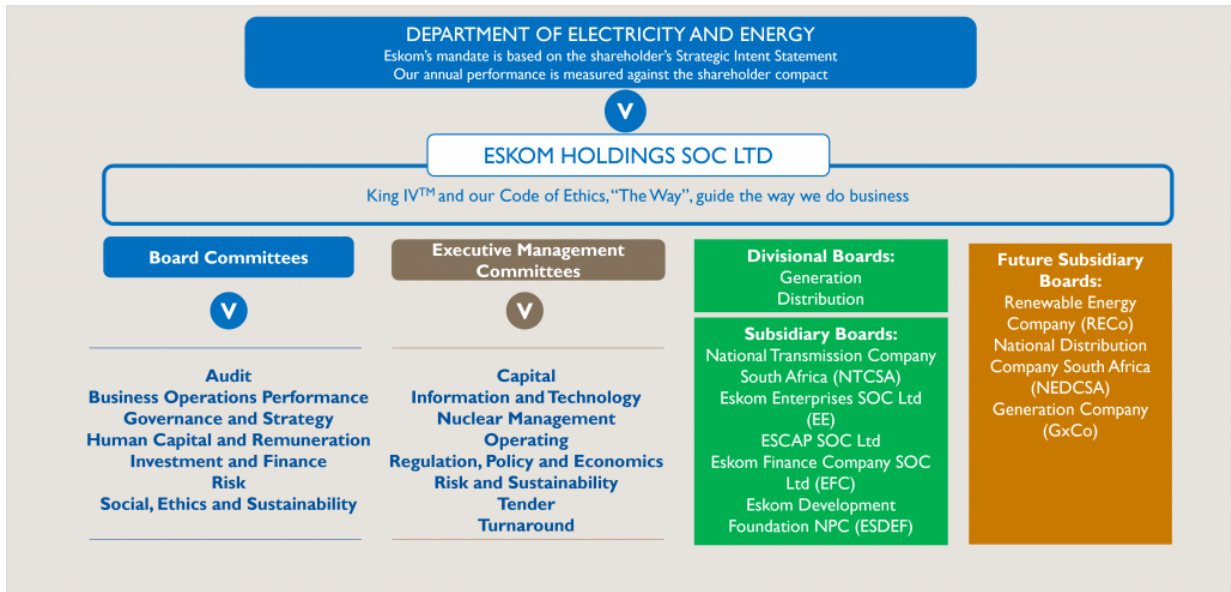 DEPARTMENT OF ELECTRICITY AND ENERGY
Eskom's mandate is based on the shareholder's Strategic Intent Statement
Our annual performance is measured against the shareholder compact
V
ESKOM HOLDINGS SOC LTD
King IV™ and our Code of Ethics, "The Way", guide the way we do business
Board Committees
V
Audit
Business Operations Performance
Governance and Strategy
Human Capital and Remuneration
Investment and Finance
Risk
Social, Ethics and Sustainability
Executive Management
Committees
V
Capital
Information and Technology
Nuclear Management
Operating
Regulation, Policy and Economics
Risk and Sustainability
Tender
Turnaround
Divisional Boards:
Generation
Distribution
Subsidiary Boards:
National Transmission Company
South Africa (NTCSA)
Eskom Enterprises SOC Ltd
(EE)
ESCAP SOC Ltd
Eskom Finance Company SOC
Ltd (EFC)
Eskom Development
Foundation NPC (ESDEF)
Future Subsidiary
Boards:
Renewable Energy
Company (RECo)
National Distribution
Company South Africa
(NEDCSA)
Generation Company
(GxCo)